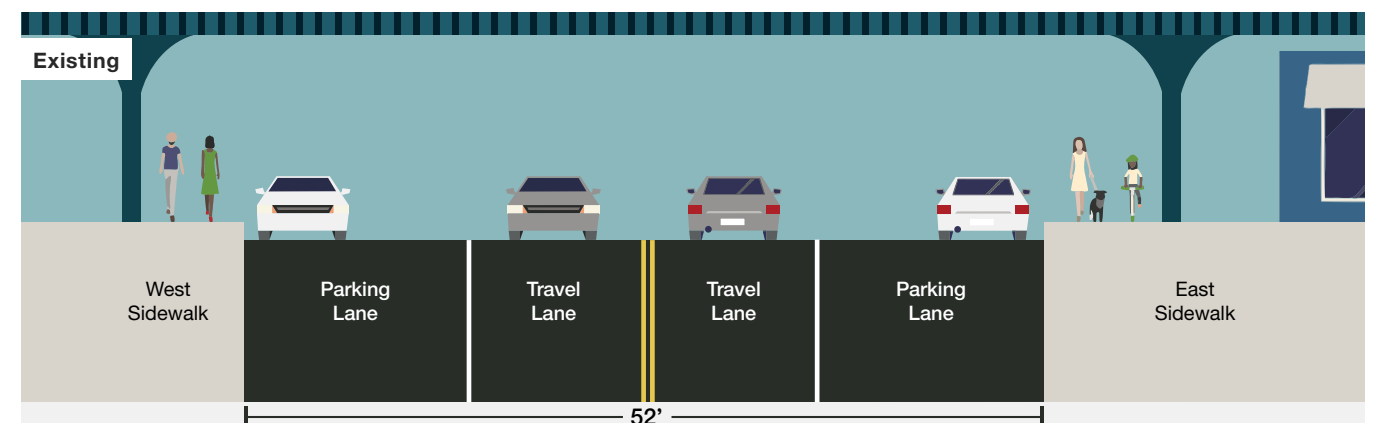 Existing
West
Sidewalk
Parking
Lane
Travel
Lane
Travel
Lane
Parking
Lane
East
Sidewalk
52’